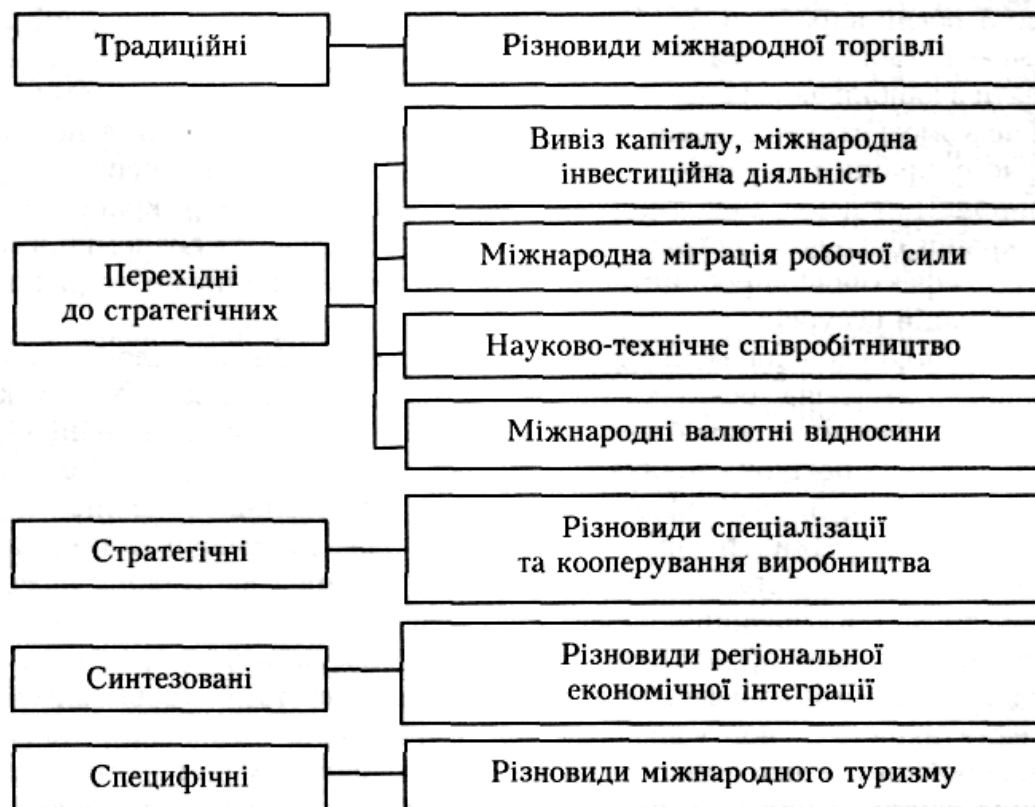 Традиційні
Різновиди міжнародної торгівлі
Перехідні
до стратегічних
Вивіз капіталу, міжнародна
інвестиційна діяльність
Міжнародна міграція робочої сили
Науково-технічне співробітництво
Міжнародні валютні відносини
Стратегічні
Різновиди спеціалізації
та кооперування виробництва
Синтезовані
Різновиди регіональної
економічної інтеграції
Специфічні
Різновиди міжнародного туризму